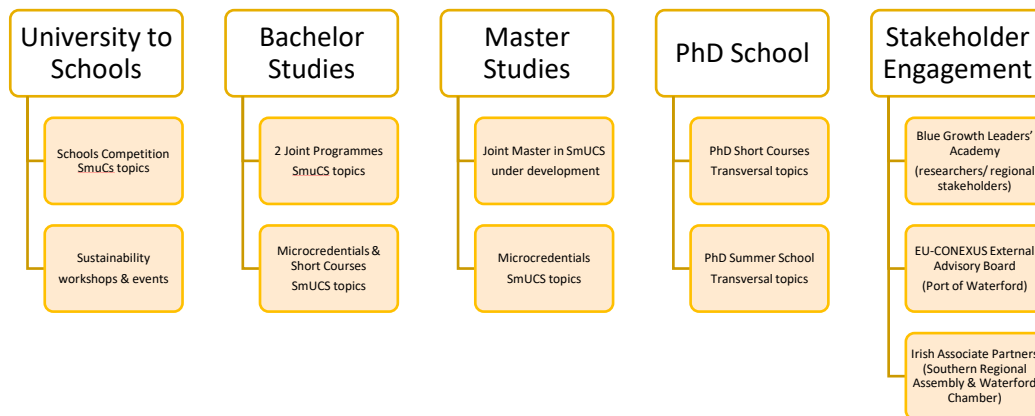 University to
Schools
Schools Competition
SmuCs topics
Sustainability
workshops & events
Bachelor
Studies
2 Joint Programmes
SmuCS topics
Microcredentials &
Short Courses
SmUCS topics
Master
Studies
Joint Master in SmUCS
under development
Microcredentials
SmUCS topics
PhD School
PhD Short Courses
Transversal topics
PhD Summer School
Transversal topics
Stakeholder
Engagement
Blue Growth Leaders'
Academy
(researchers/ regional
stakeholders)
EU-CONEXUS External
Advisory Board
(Port of Waterford)
Irish Associate Partners
(Southern Regional
Assembly & Waterford
Chamber)